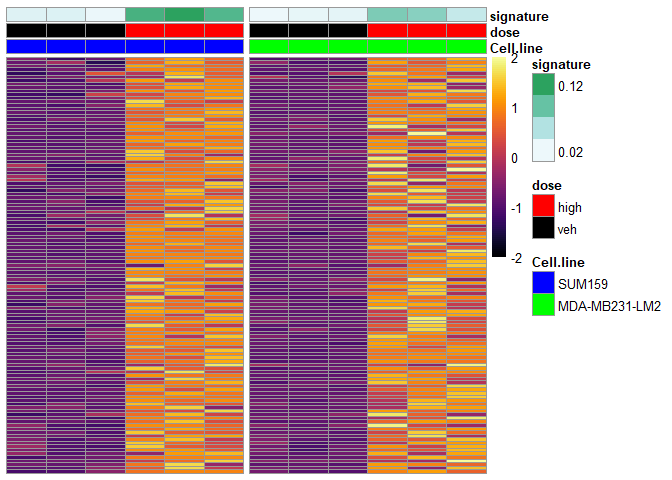 signature
dose
Cell.line
2
1
0
-1
-2
signature
0.12
0.02
dose
high
veh
Cell.line
SUM159
MDA-MB231-LM2